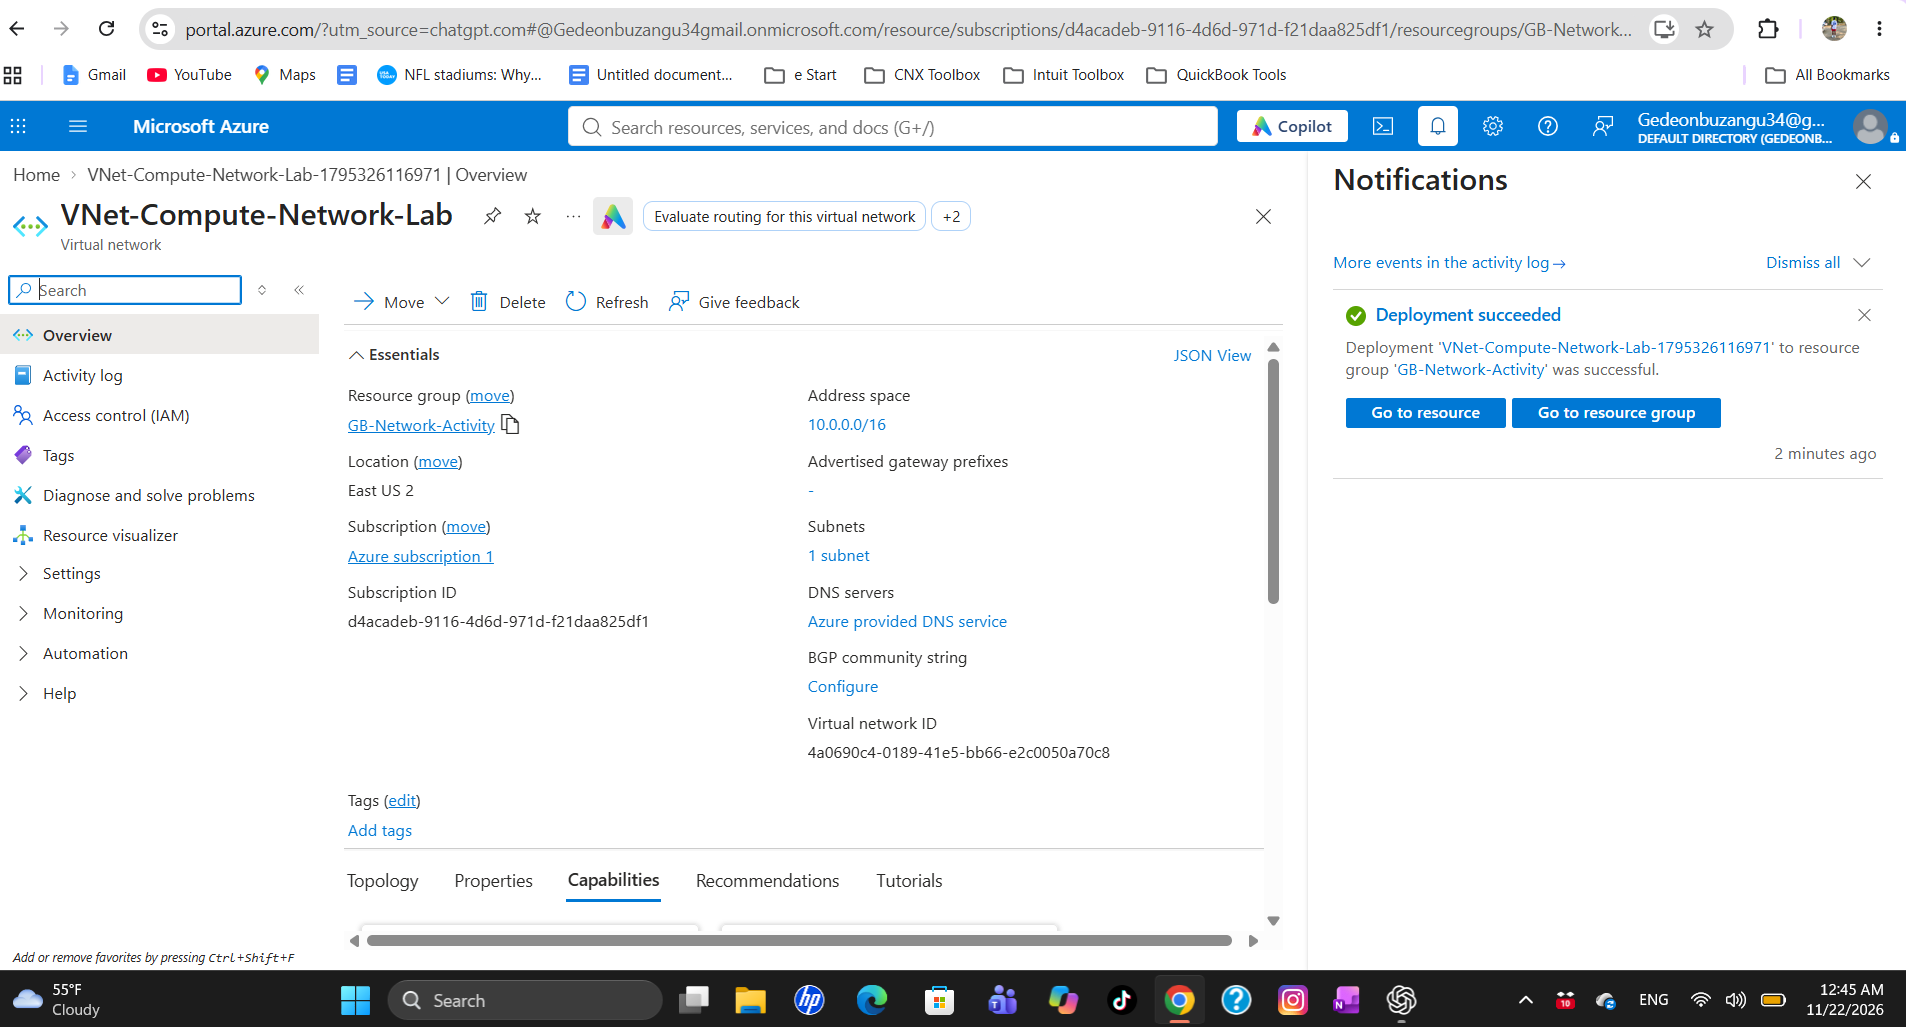 portal.azure.com/?utm_source=chatgpt.com#@Gedeonbuzangu34gmail.onmicrosoft.com/resource/subscriptions/d4acadeb-9116-4d6d-971d-f21daa825df1/resourcegroups/GB-Network...
Gmail YouTube Maps NFL stadiums: Why... Untitled document... e Start CNX Toolbox Intuit Toolbox QuickBook Tools All Bookmarks
Microsoft Azure
Search resources, services, and docs (G+/)
Copilot
Gedeonbuzangu34@g...
DEFAULT DIRECTORY (GEDEONB...
Home > VNet-Compute-Network-Lab-1795326116971 | Overview
VNet-Compute-Network-Lab
Virtual network
Evaluate routing for this virtual network
+2
Search
Overview
Activity log
Access control (IAM)
Tags
Diagnose and solve problems
Resource visualizer
Settings
Monitoring
Automation
Help
Add or remove favorites by pressing Ctrl+Shift+F
Move Delete Refresh Give feedback
Essentials
JSON View
Resource group (move)
GB-Network-Activity
Location (move)
East US 2
Subscription (move)
Azure subscription 1
Subscription ID
d4acadeb-9116-4d6d-971d-f21daa825df1
Address space
10.0.0.0/16
Advertised gateway prefixes
-
Subnets
1 subnet
DNS servers
Azure provided DNS service
BGP community string
Configure
Virtual network ID
4a0690c4-0189-41e5-bb66-e2c0050a70c8
Tags (edit)
Add tags
Topology Properties Capabilities Recommendations Tutorials
Notifications
More events in the activity log→
Dismiss all
Deployment succeeded
Deployment 'VNet-Compute-Network-Lab-1795326116971' to resource
group 'GB-Network-Activity' was successful.
Go to resource
Go to resource group
2 minutes ago
55°F
Cloudy
Search
hp
N
10
ENG
12:45 AM
11/22/2026